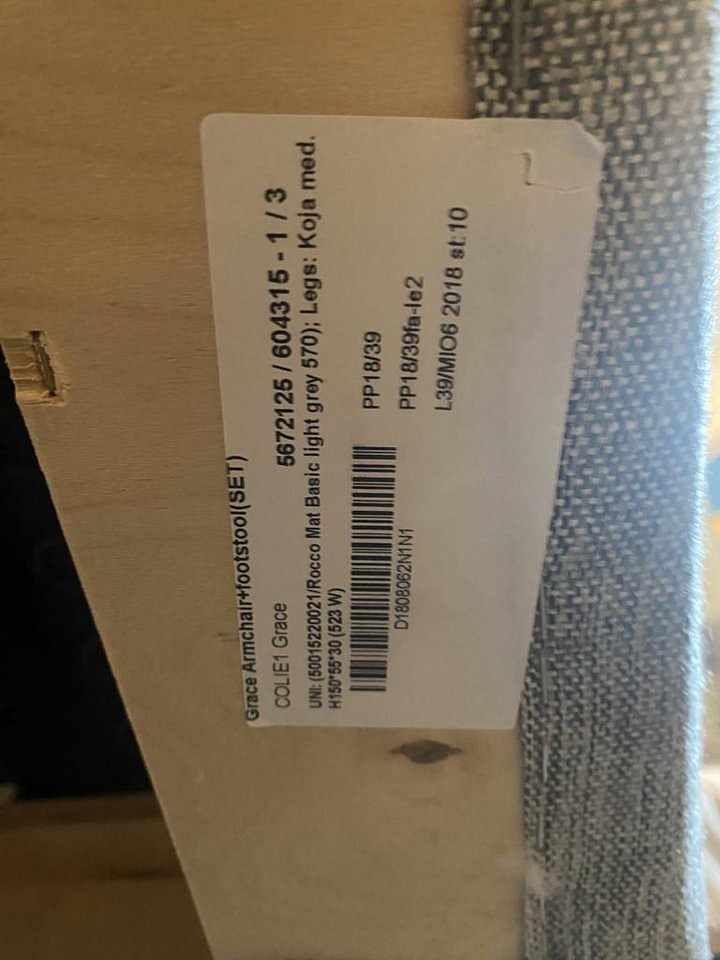 Grace Armchair+footstool(SET)
COLIE1 Grace 5672125 / 604315 - 1 / 3
UNI: (50015220021/Rocco Mat Basic light grey 570); Legs: Koja med.
H150*55*30 (523 W)
PP18/39
D1808062N1N1 PP18/39fa-le2
L39/MIO6 2018 st:10